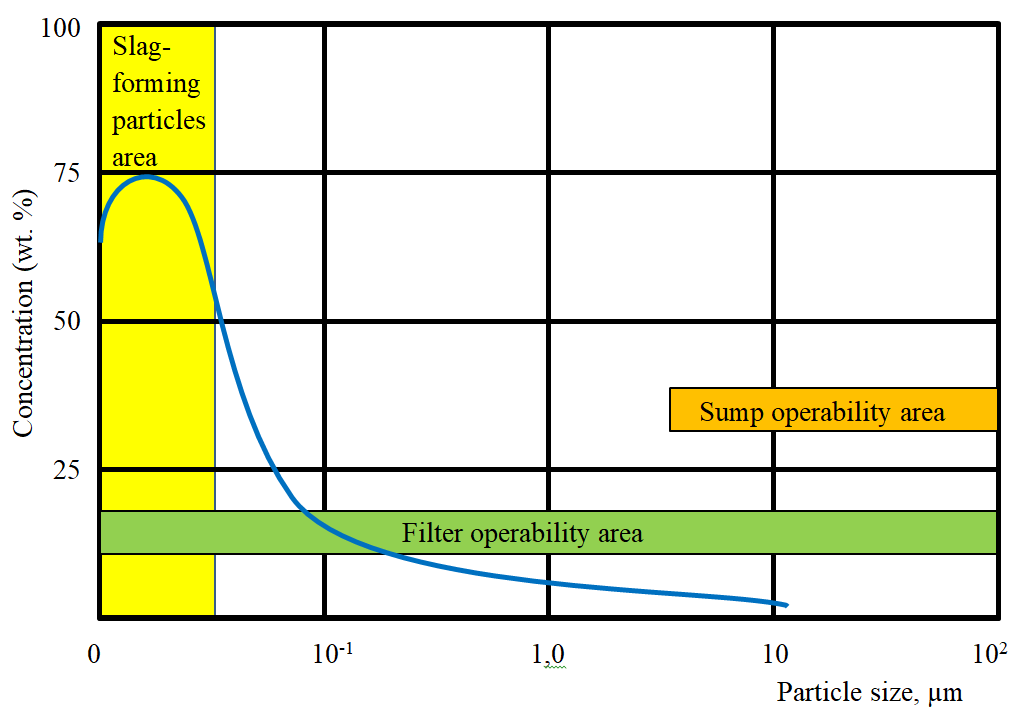 100
Slag-
forming
particles
area
75
Concentration (wt. %)
50
Sump operability area
25
Filter operability area
0
10⁻¹
1,0
10
10²
Particle size, µm